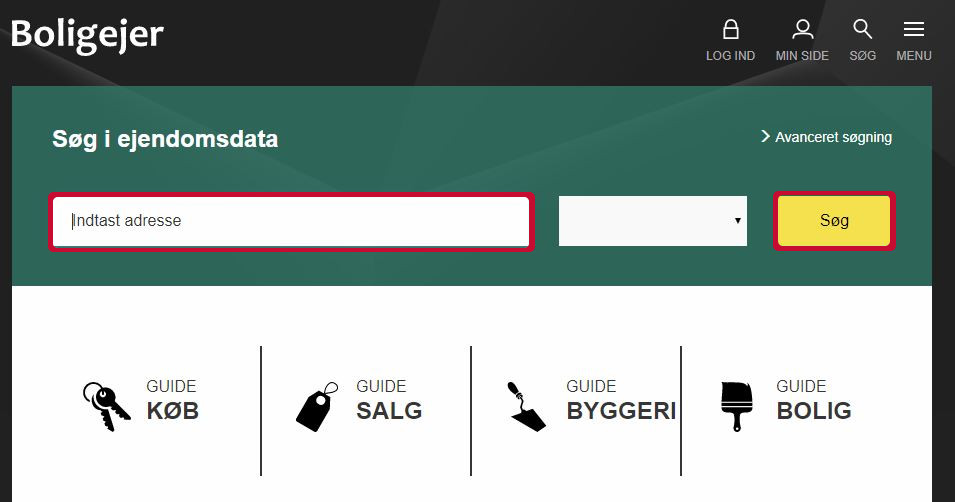 Boligejer
LOG IND
MIN SIDE
SØG
MENU
Søg i ejendomsdata
Avanceret søgning
Indtast adresse
Søg
GUIDE
KØB
GUIDE
SALG
GUIDE
BYGGERI
GUIDE
BOLIG